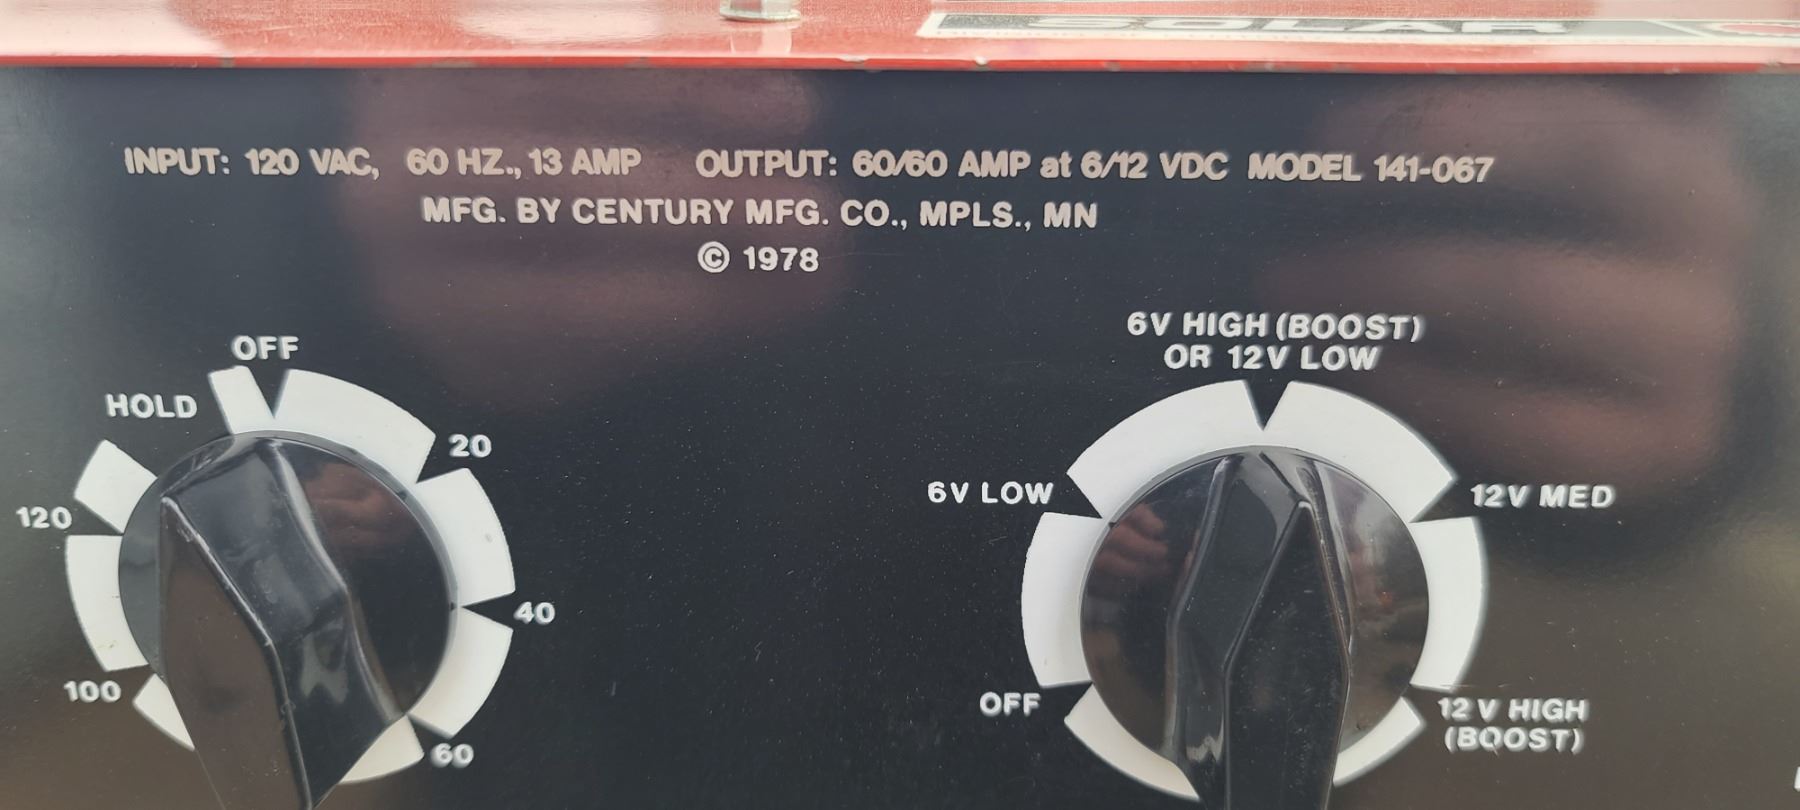 SOLAR
INPUT: 120 VAC, 60 HZ., 13 AMP OUTPUT: 60/60 AMP at 6/12 VDC MODEL 141-067
MFG. BY CENTURY MFG. CO., MPLS., MN
© 1978
OFF
HOLD
20
120
40
100
60
6V HIGH (BOOST)
OR 12V LOW
6V LOW
12V MED
OFF
12V HIGH
(BOOST)